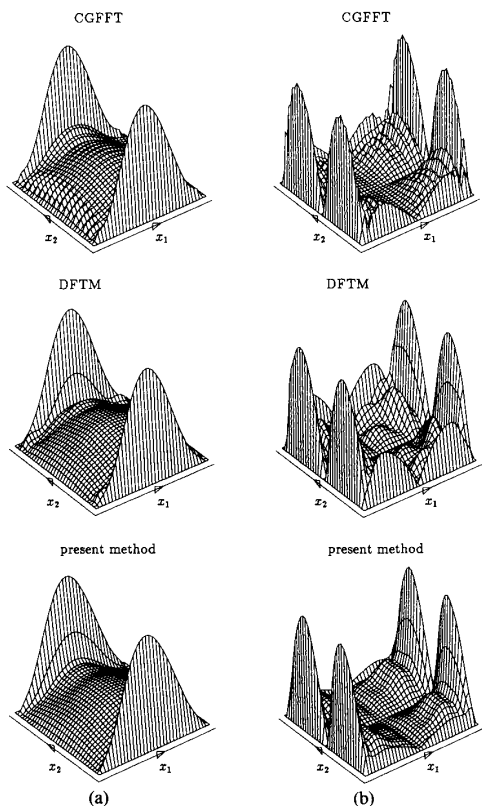 CGFFT CGFFT
x₂ x₁ x₂ x₁
DFTM DFTM
x₂ x₁ x₂ x₁
present method present method
x₂ x₁ x₂ x₁
(a) (b)